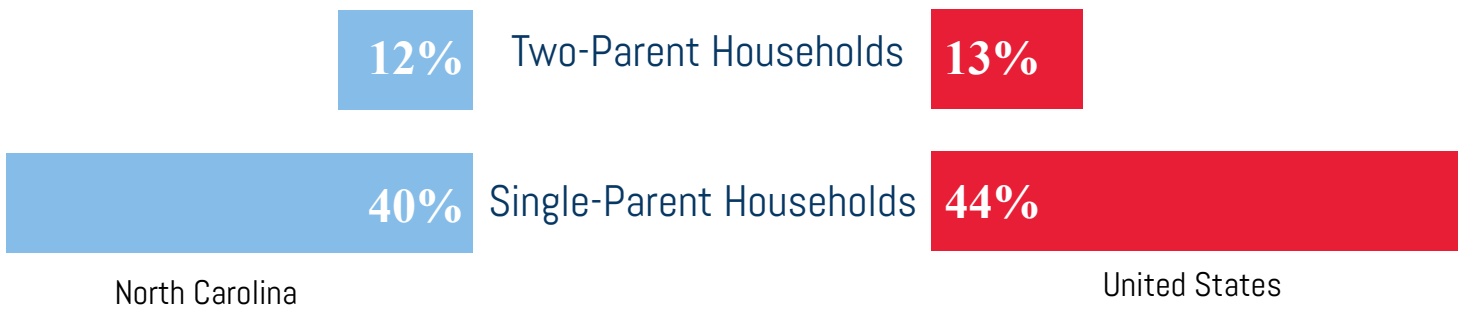 12% Two-Parent Households 13%
40% Single-Parent Households 44%
North Carolina
United States